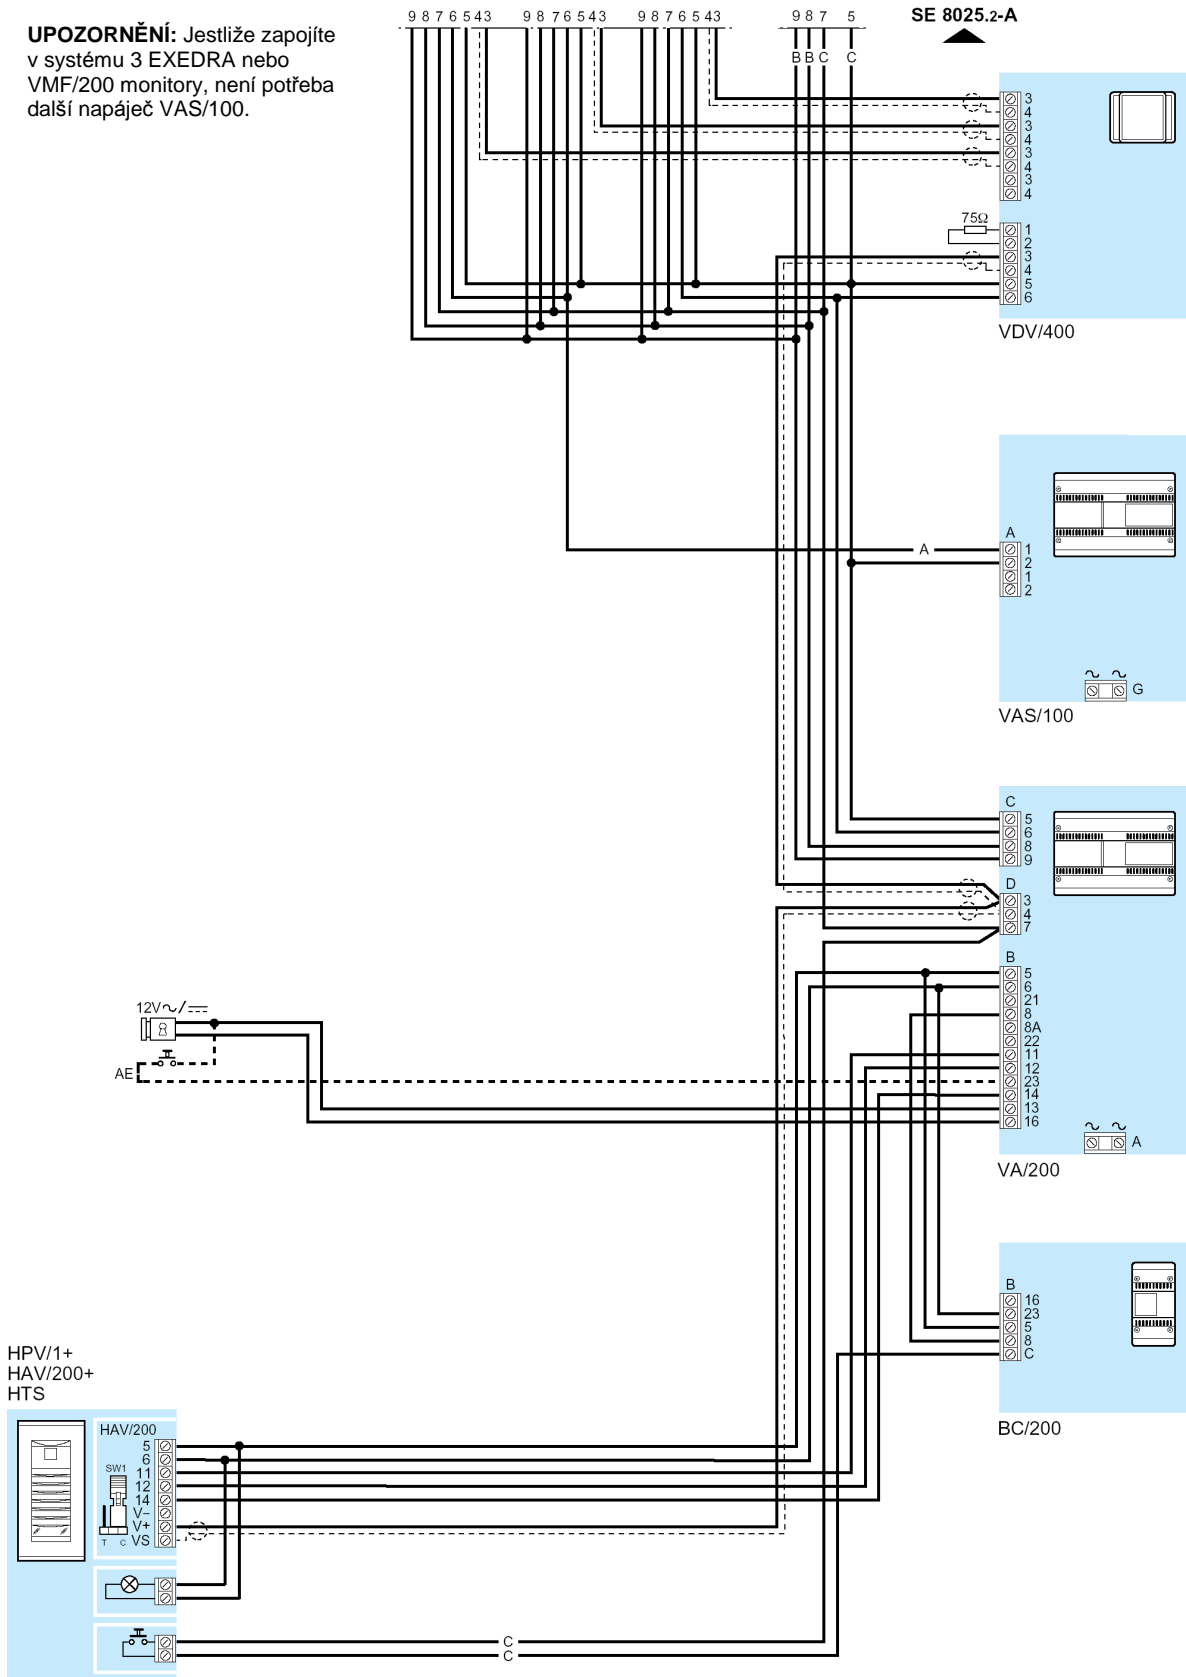 UPOZORNĚNÍ: Jestliže zapojíte
v systému 3 EXEDRA nebo
VMF/200 monitory, není potřeba
další napáječ VAS/100.
9 8 7 6 5 4 3 9 8 7 6 5 4 3 9 8 7 6 5 4 3 9 8 7 5
SE 8025.2-A
B B C C
3
4
3
4
3
4
3
4
75Ω
1
2
3
4
5
6
VDV/400
A
A
1
2
1
2
G
VAS/100
C
5
6
8
9
D
3
4
7
B
5
6
21
8
8A
22
11
12
23
14
13
16
A
VA/200
12V
AE
B
16
23
5
8
C
BC/200
HPV/1+
HAV/200+
HTS
HAV/200
5
6
11
12
14
V–
V+
VS
SW1
T C
C
C